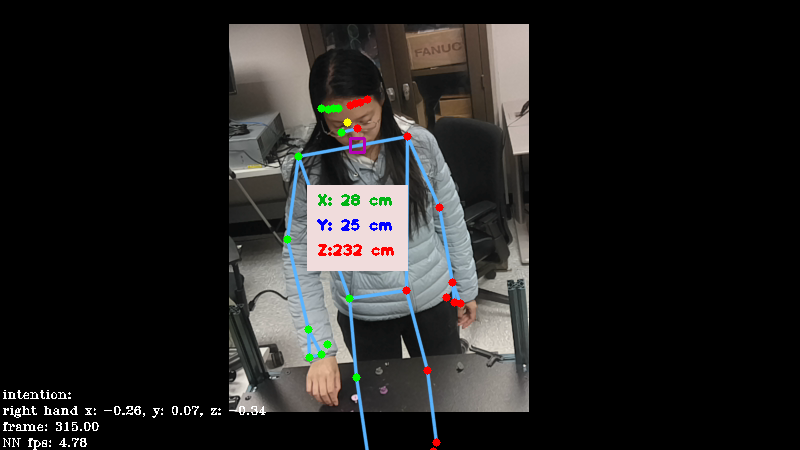 FANUC
X: 28 cm
Y: 25 cm
Z:232 cm
intention:
right hand x: −0.26, y: 0.07, z: −0.34
frame: 315.00
NN fps: 4.78